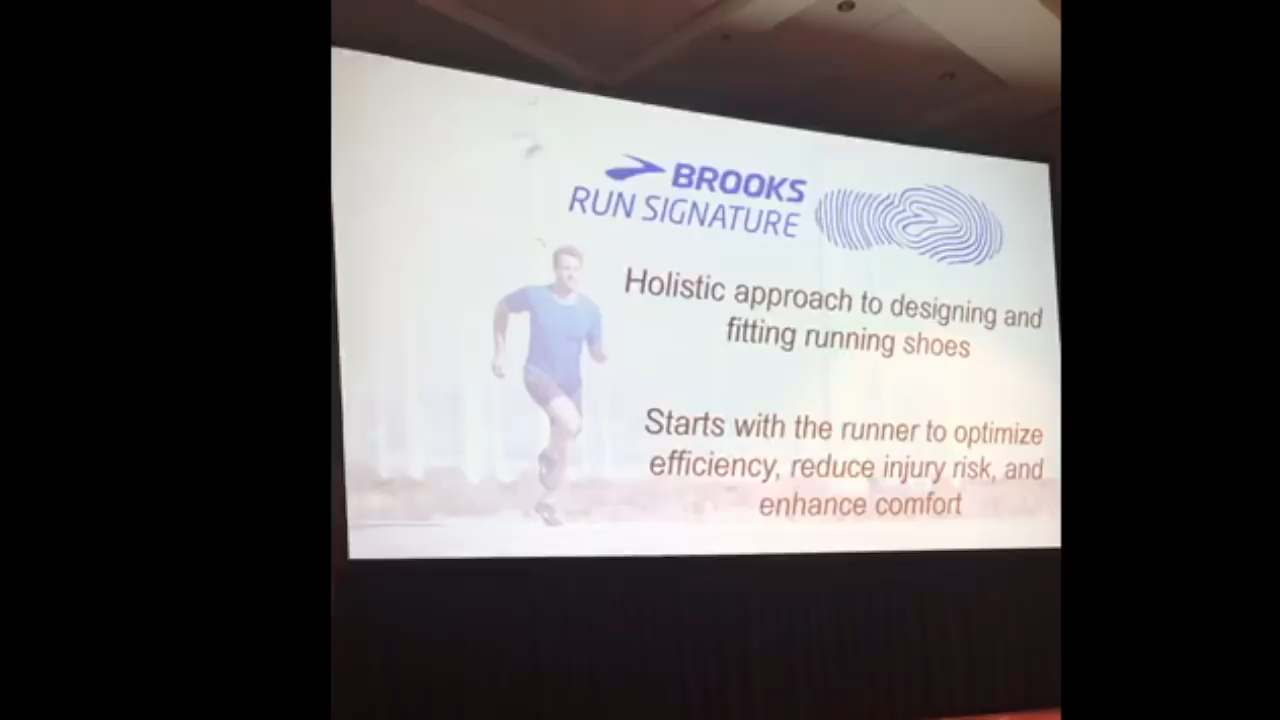 BROOKS
RUN SIGNATURE
Holistic approach to designing and
fitting running shoes
Starts with the runner to optimize
efficiency, reduce injury risk, and
enhance comfort